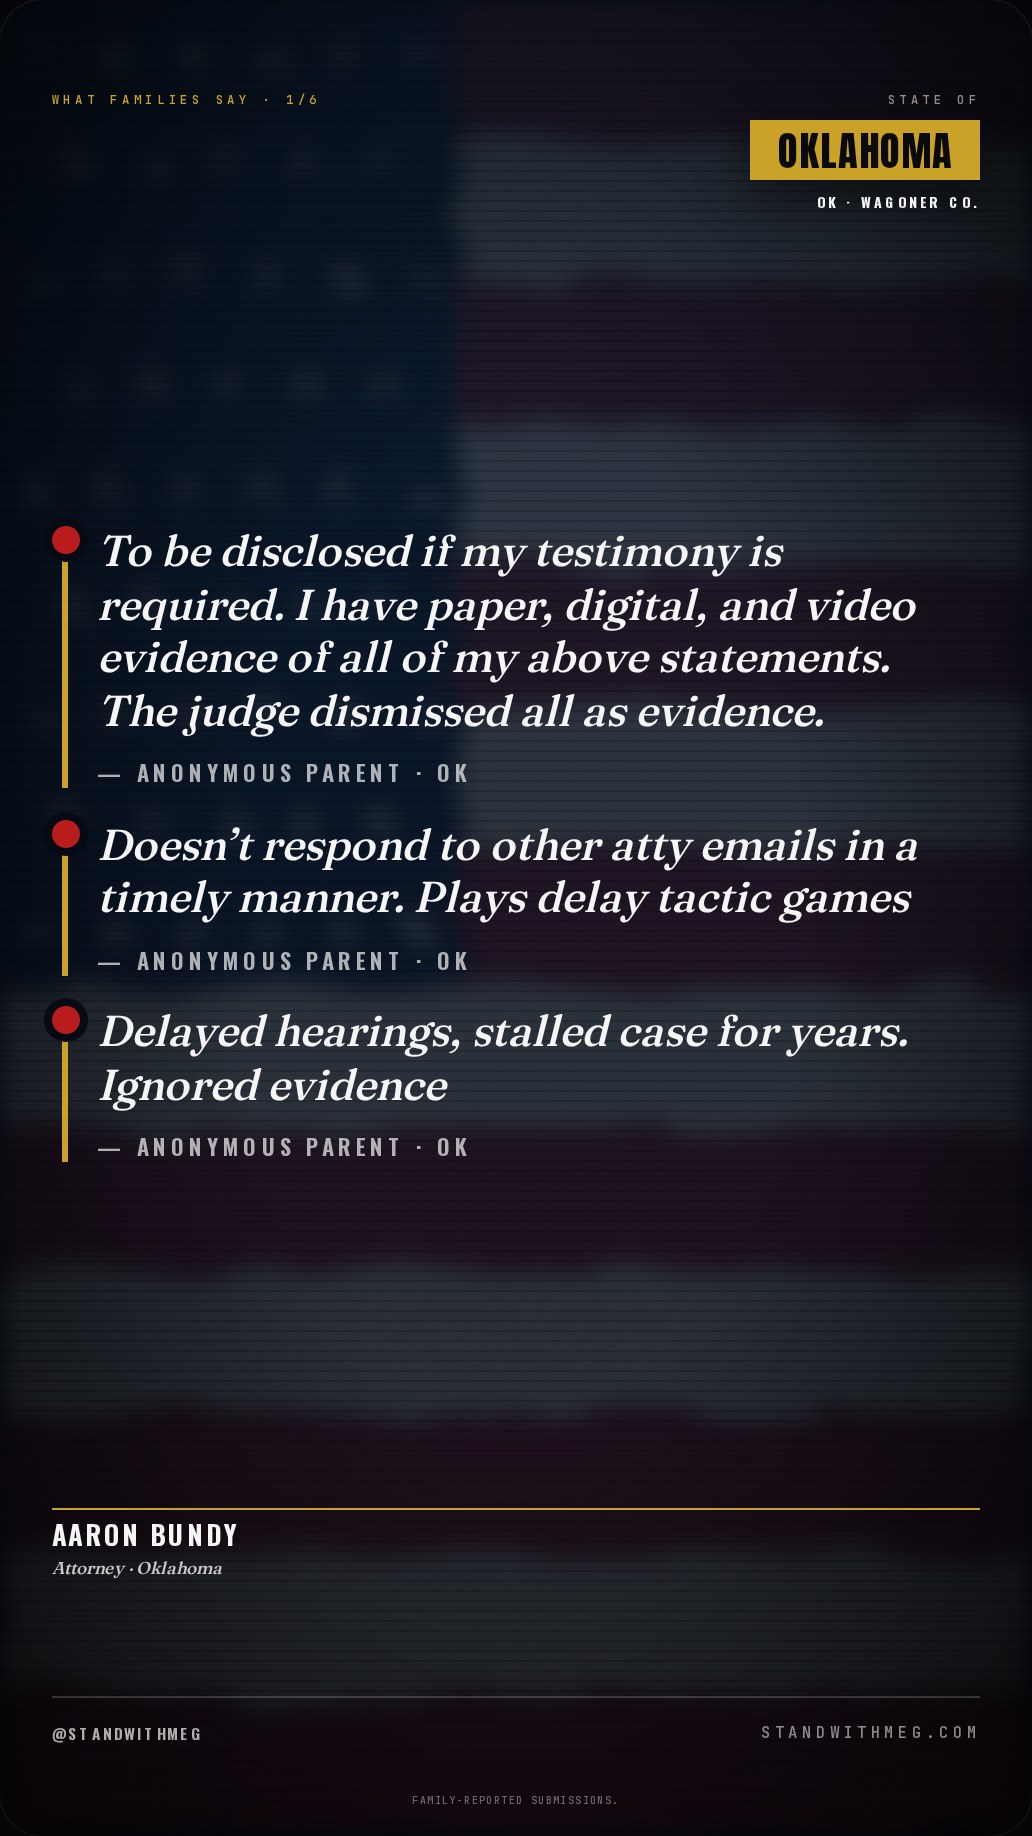 WHAT FAMILIES SAY · 1/6
STATE OF
OKLAHOMA
OK · WAGONER CO.
To be disclosed if my testimony is
required. I have paper, digital, and video
evidence of all of my above statements.
The judge dismissed all as evidence.
— ANONYMOUS PARENT · OK
Doesn’t respond to other atty emails in a
timely manner. Plays delay tactic games
— ANONYMOUS PARENT · OK
Delayed hearings, stalled case for years.
Ignored evidence
— ANONYMOUS PARENT · OK
AARON BUNDY
Attorney · Oklahoma
@STANDWITHMEG
STANDWITHMEG.COM
FAMILY-REPORTED SUBMISSIONS.